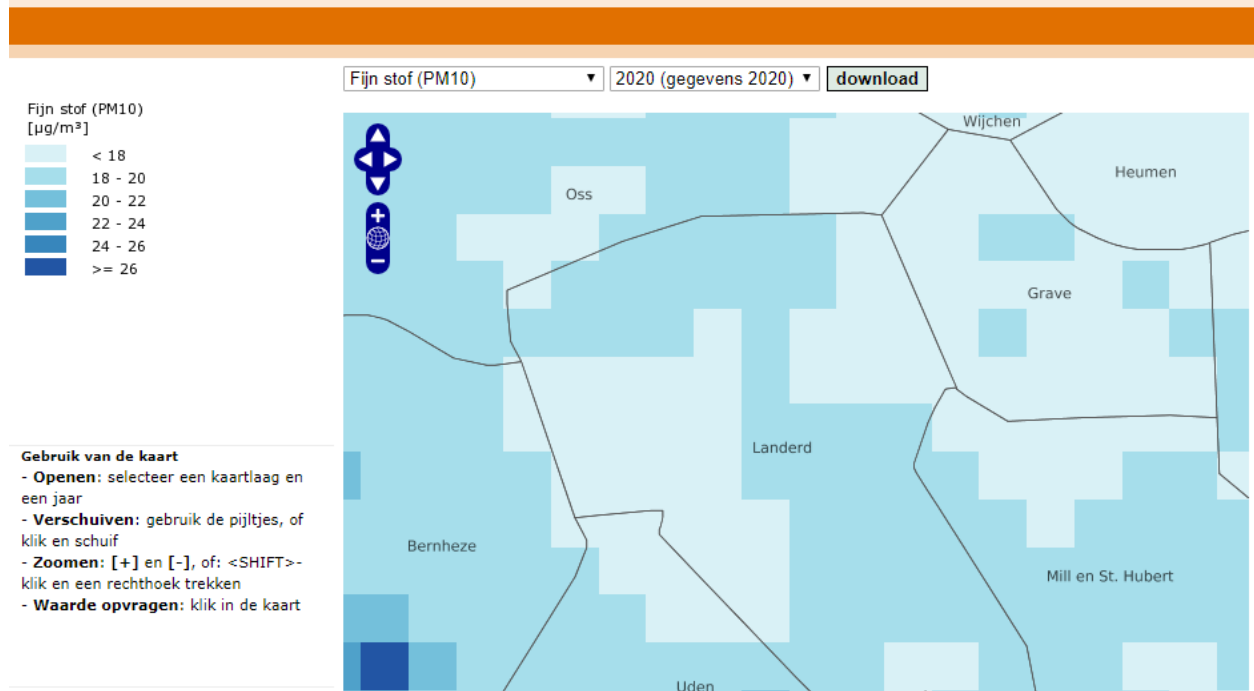 Fijn stof (PM10) 2020 (gegevens 2020) download
Fijn stof (PM10)
[µg/m³]
< 18
18 - 20
20 - 22
22 - 24
24 - 26
>= 26
Wijchen
Heumen
Oss
Grave
Landerd
Bernheze
Mill en St. Hubert
Uden
Gebruik van de kaart
- Openen: selecteer een kaartlaag en
een jaar
- Verschuiven: gebruik de pijltjes, of
klik en schuif
- Zoomen: [+] en [-], of: <SHIFT>-
klik en een rechthoek trekken
- Waarde opvragen: klik in de kaart